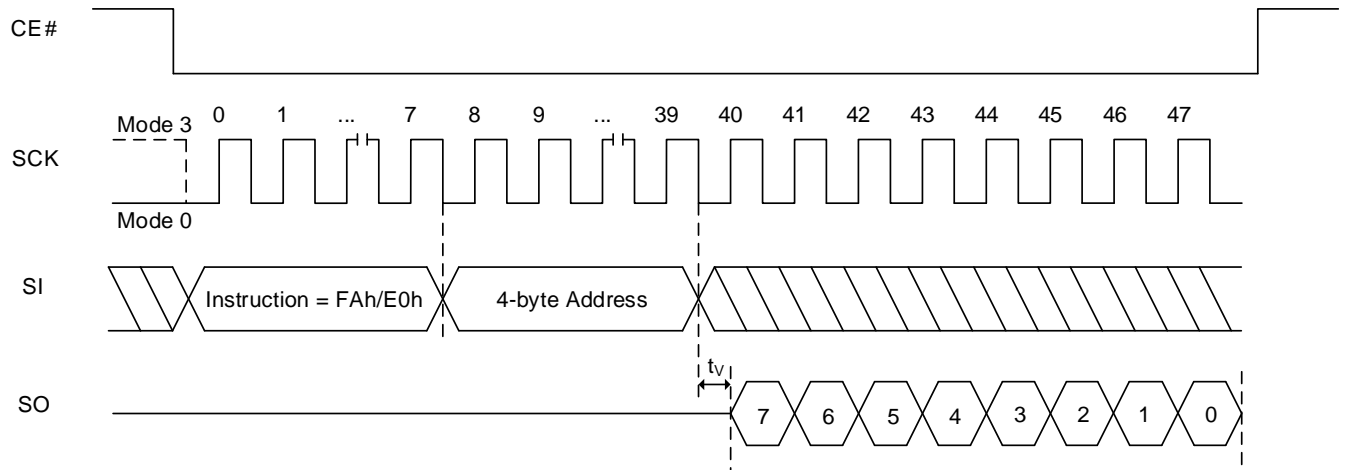 CE#
0 1 ... 7 8 9 ... 39 40 41 42 43 44 45 46 47
Mode 3
SCK
Mode 0
SI
Instruction = FAh/E0h 4-byte Address
tV
SO
7 6 5 4 3 2 1 0